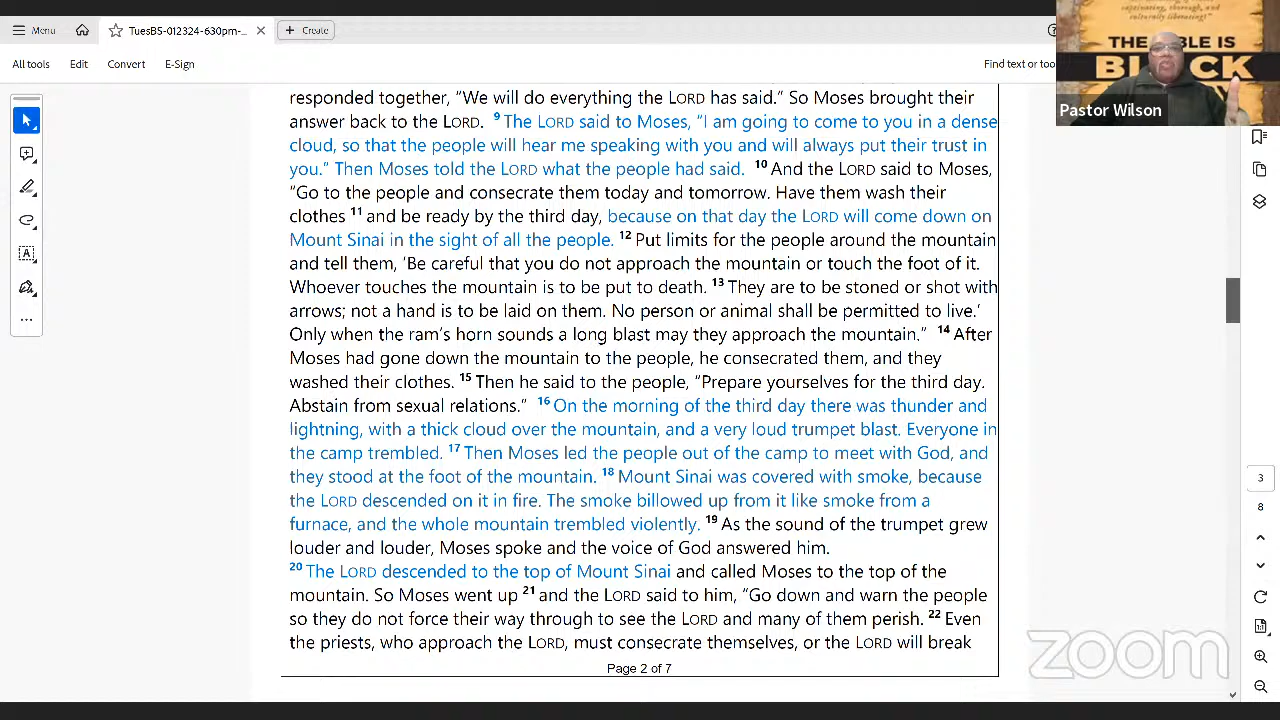 Menu
TuesBS-012324-630pm-...
Create
All tools
Edit
Convert
E-Sign
Find text or too
captivating, thorough, and
culturally liberating!"
THE BIBLE IS
BLACK
Pastor Wilson
responded together, “We will do everything the LORD has said.” So Moses brought their
answer back to the LORD. 9 The LORD said to Moses, “I am going to come to you in a dense
cloud, so that the people will hear me speaking with you and will always put their trust in
you.” Then Moses told the LORD what the people had said. 10 And the LORD said to Moses,
“Go to the people and consecrate them today and tomorrow. Have them wash their
clothes 11 and be ready by the third day, because on that day the LORD will come down on
Mount Sinai in the sight of all the people. 12 Put limits for the people around the mountain
and tell them, ‘Be careful that you do not approach the mountain or touch the foot of it.
Whoever touches the mountain is to be put to death. 13 They are to be stoned or shot with
arrows; not a hand is to be laid on them. No person or animal shall be permitted to live.’
Only when the ram’s horn sounds a long blast may they approach the mountain.” 14 After
Moses had gone down the mountain to the people, he consecrated them, and they
washed their clothes. 15 Then he said to the people, “Prepare yourselves for the third day.
Abstain from sexual relations.” 16 On the morning of the third day there was thunder and
lightning, with a thick cloud over the mountain, and a very loud trumpet blast. Everyone in
the camp trembled. 17 Then Moses led the people out of the camp to meet with God, and
they stood at the foot of the mountain. 18 Mount Sinai was covered with smoke, because
the LORD descended on it in fire. The smoke billowed up from it like smoke from a
furnace, and the whole mountain trembled violently. 19 As the sound of the trumpet grew
louder and louder, Moses spoke and the voice of God answered him.
20 The LORD descended to the top of Mount Sinai and called Moses to the top of the
mountain. So Moses went up 21 and the LORD said to him, “Go down and warn the people
so they do not force their way through to see the LORD and many of them perish. 22 Even
the priests, who approach the LORD, must consecrate themselves, or the LORD will break
Page 2 of 7
3
8
zoom